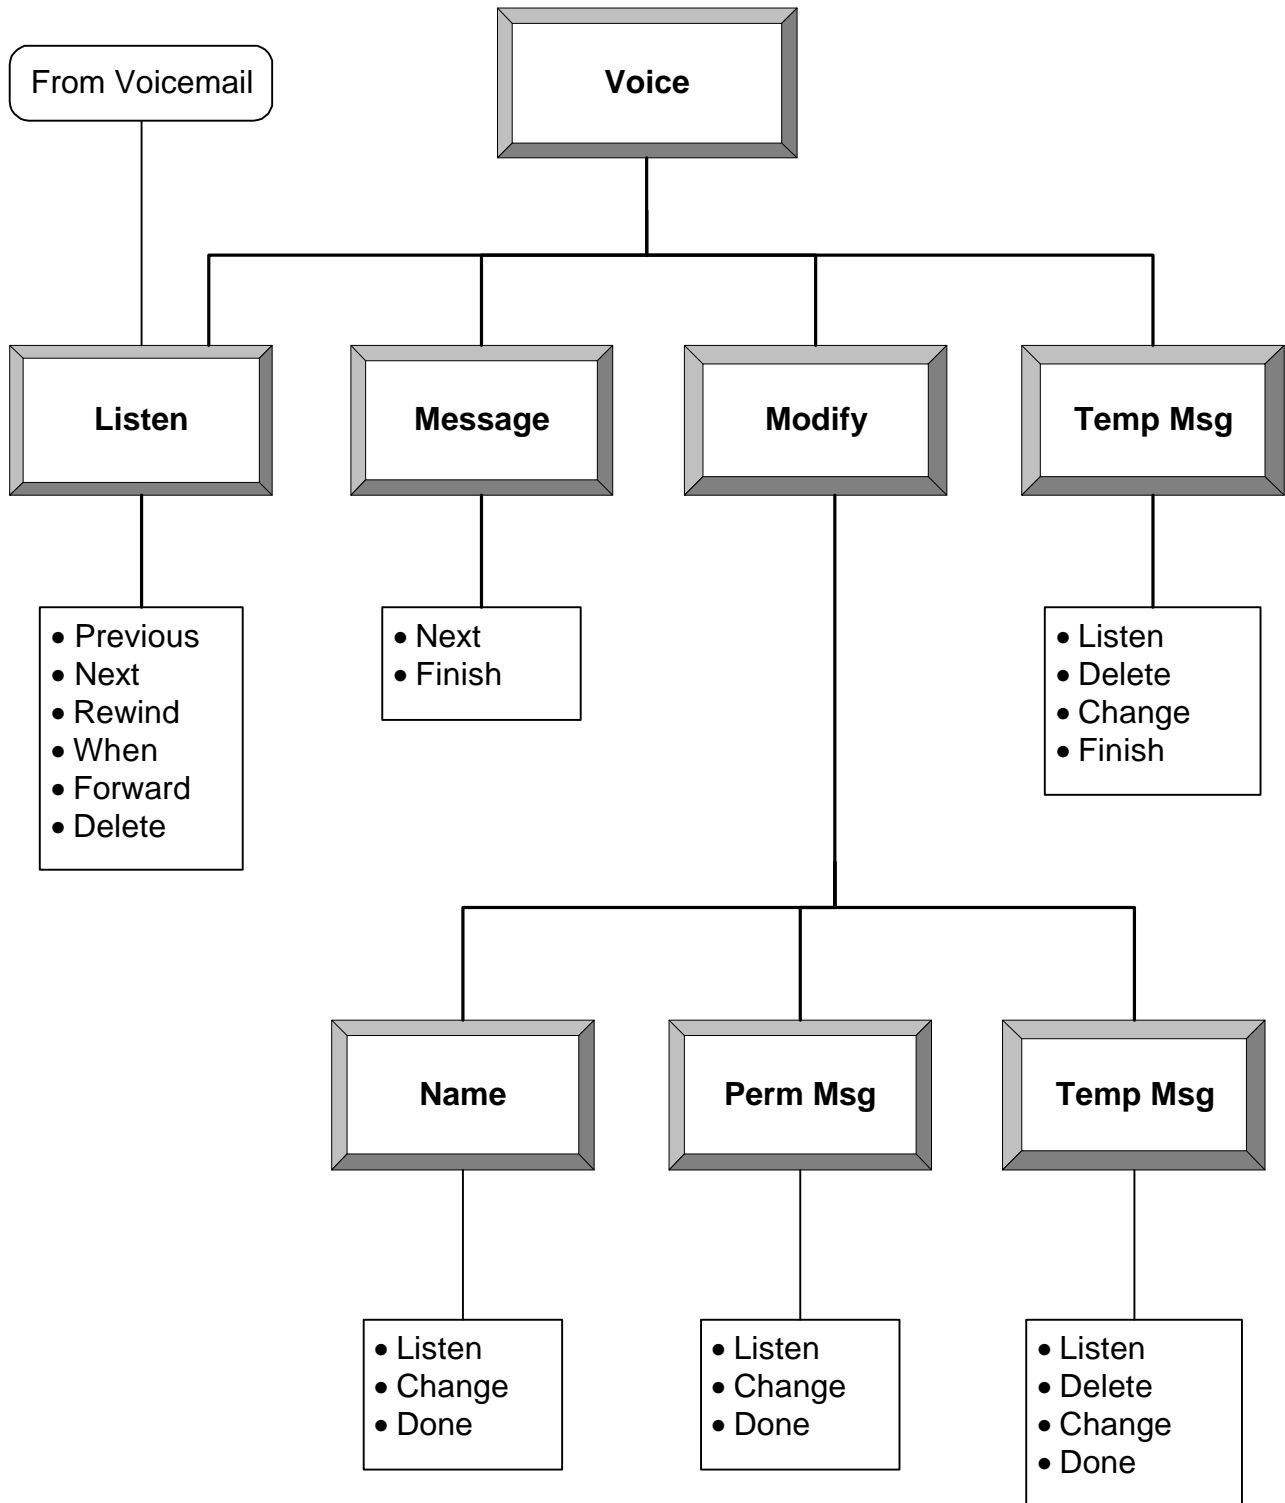 From Voicemail
Voice
Listen
Message
Modify
Temp Msg
• Previous
• Next
• Rewind
• When
• Forward
• Delete
• Next
• Finish
• Listen
• Delete
• Change
• Finish
Name
Perm Msg
Temp Msg
• Listen
• Change
• Done
• Listen
• Change
• Done
• Listen
• Delete
• Change
• Done